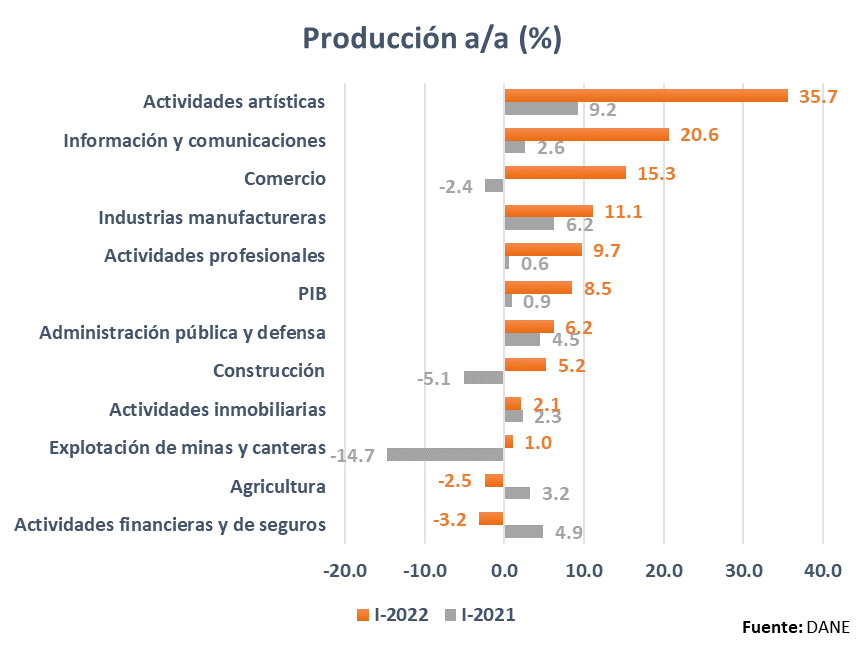 Producción a/a (%)
Actividades artísticas 35.7
9.2
Información y comunicaciones 20.6
2.6
Comercio 15.3
-2.4
Industrias manufactureras 11.1
6.2
Actividades profesionales 9.7
0.6
PIB 8.5
0.9
Administración pública y defensa 6.2
4.5
Construcción 5.2
-5.1
Actividades inmobiliarias 2.1
2.3
Explotación de minas y canteras 1.0
-14.7
Agricultura -2.5
3.2
Actividades financieras y de seguros -3.2
4.9
-20.0 -10.0 0.0 10.0 20.0 30.0 40.0
I-2022 I-2021
Fuente: DANE